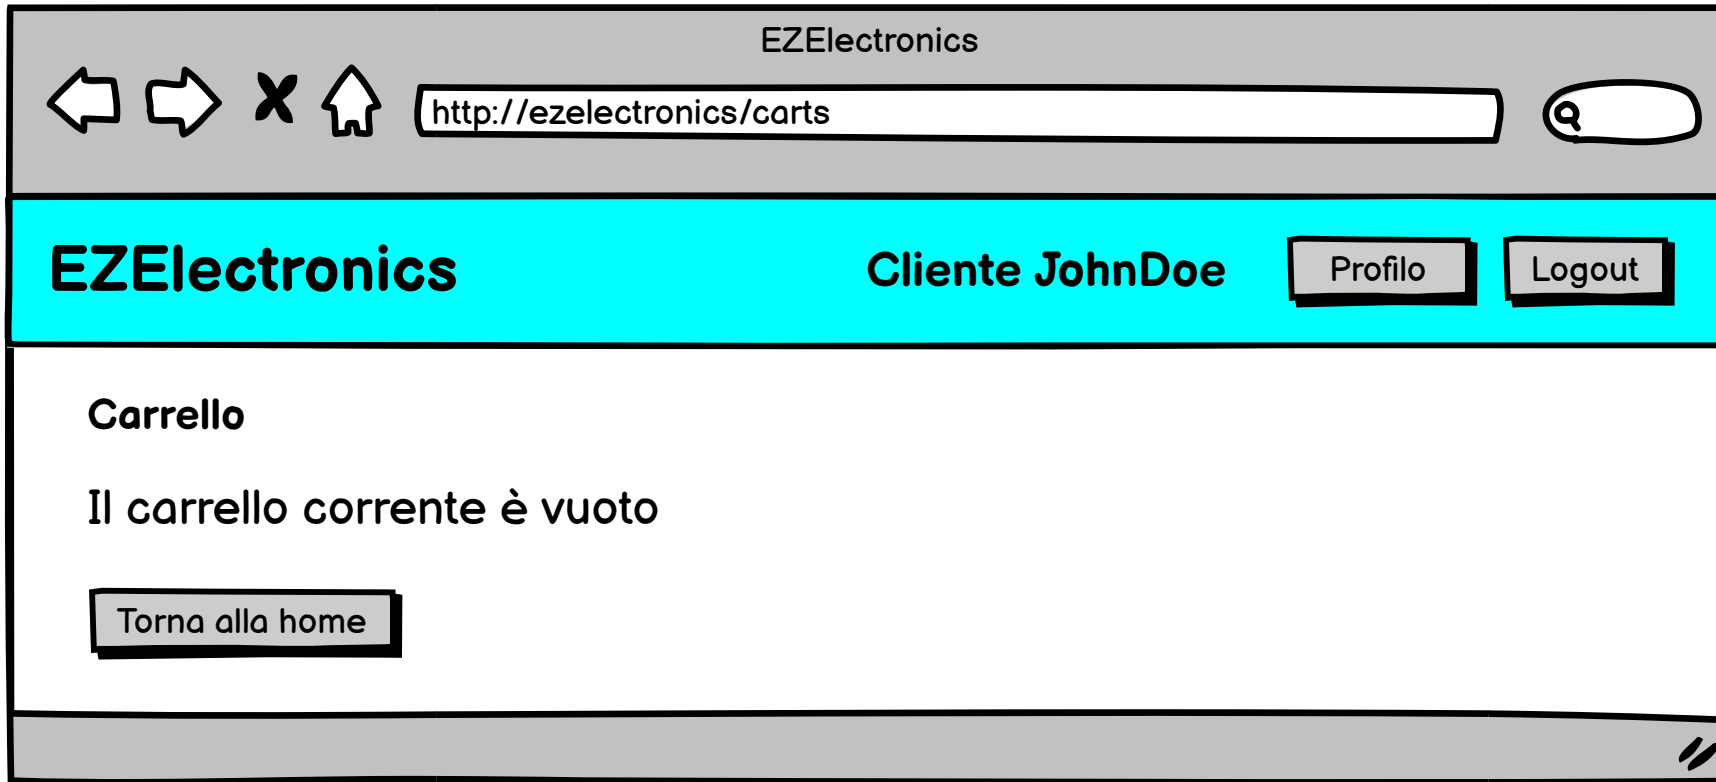 EZElectronics
http://ezelectronics/carts
EZElectronics
Cliente JohnDoe
Profilo
Logout
Carrello
Il carrello corrente è vuoto
Torna alla home